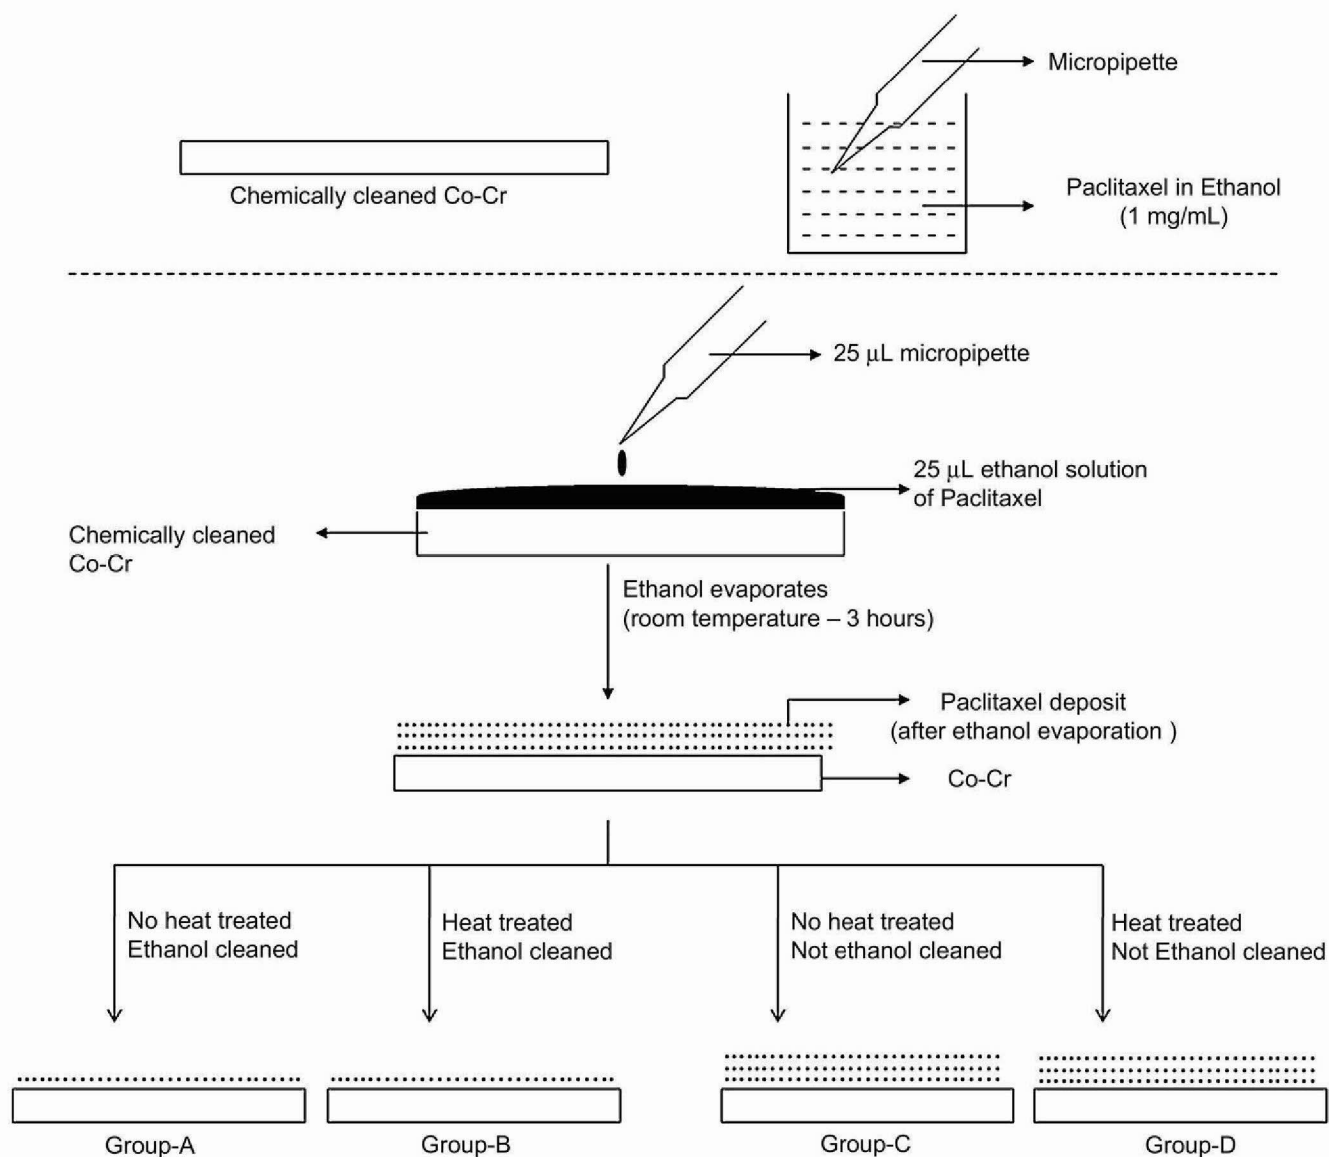 Micropipette
Chemically cleaned Co-Cr
Paclitaxel in Ethanol
(1 mg/mL)
25 μL micropipette
25 μL ethanol solution
of Paclitaxel
Chemically cleaned
Co-Cr
Ethanol evaporates
(room temperature – 3 hours)
Paclitaxel deposit
(after ethanol evaporation )
Co-Cr
No heat treated
Ethanol cleaned
Heat treated
Ethanol cleaned
No heat treated
Not ethanol cleaned
Heat treated
Not Ethanol cleaned
Group-A
Group-B
Group-C
Group-D